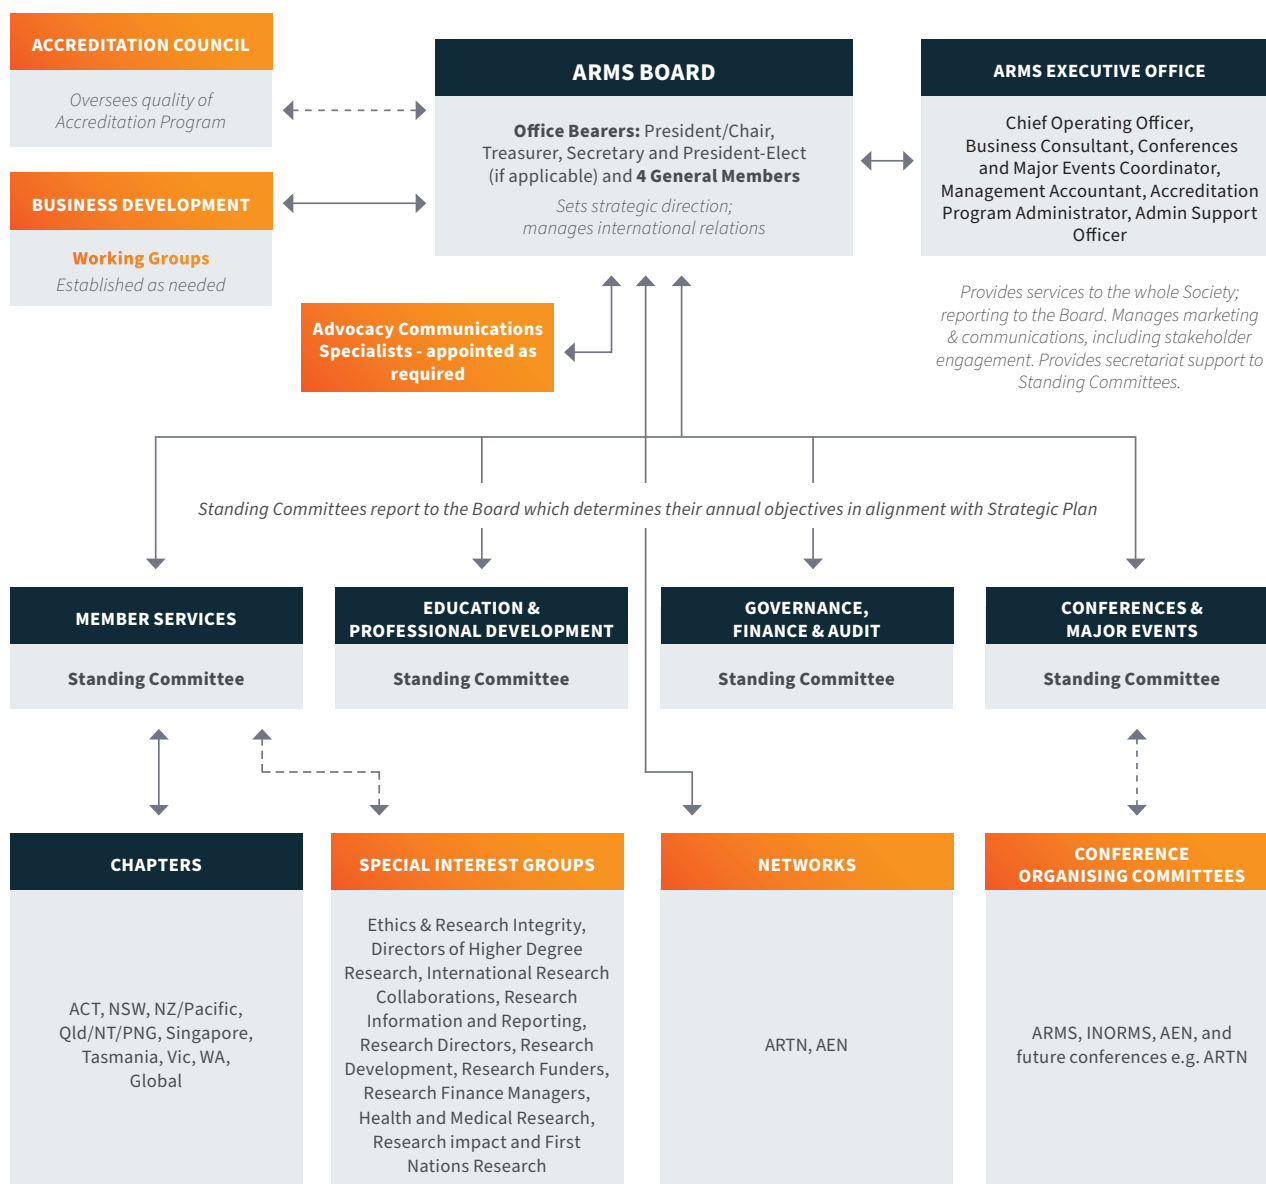 ACCREDITATION COUNCIL
Oversees quality of
Accreditation Program
BUSINESS DEVELOPMENT
Working Groups
Established as needed
ARMS BOARD
Office Bearers: President/Chair,
Treasurer, Secretary and President-Elect
(if applicable) and 4 General Members
Sets strategic direction;
manages international relations
ARMS EXECUTIVE OFFICE
Chief Operating Officer,
Business Consultant, Conferences
and Major Events Coordinator,
Management Accountant, Accreditation
Program Administrator, Admin Support
Officer
Provides services to the whole Society;
reporting to the Board. Manages marketing
& communications, including stakeholder
engagement. Provides secretariat support to
Standing Committees.
Advocacy Communications
Specialists - appointed as
required
Standing Committees report to the Board which determines their annual objectives in alignment with Strategic Plan
MEMBER SERVICES
Standing Committee
EDUCATION &
PROFESSIONAL DEVELOPMENT
Standing Committee
GOVERNANCE,
FINANCE & AUDIT
Standing Committee
CONFERENCES &
MAJOR EVENTS
Standing Committee
CHAPTERS
ACT, NSW, NZ/Pacific,
Qld/NT/PNG, Singapore,
Tasmania, Vic, WA,
Global
SPECIAL INTEREST GROUPS
Ethics & Research Integrity,
Directors of Higher Degree
Research, International Research
Collaborations, Research
Information and Reporting,
Research Directors, Research
Development, Research Funders,
Research Finance Managers,
Health and Medical Research,
Research impact and First
Nations Research
NETWORKS
ARTN, AEN
CONFERENCE
ORGANISING COMMITTEES
ARMS, INORMS, AEN, and
future conferences e.g. ARTN